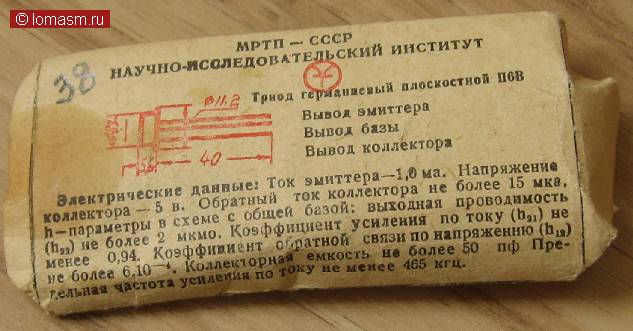 © lomasm.ru
МРТП — СССР
НАУЧНО-ИССЛЕДОВАТЕЛЬСКИЙ ИНСТИТУТ
38
Триод германиевый плоскостной П6В
ø11.2
Вывод эмиттера
Вывод базы
Вывод коллектора
40
Электрические данные: Ток эмиттера—1,0 ма. Напряжение
коллектора — 5 в. Обратный ток коллектора не более 15 мка,
h—параметры в схеме с общей базой: выходная проводимость
(h₂₂) не более 2 мкмо. Коэффициент усиления по току (h₂₁) не
менее 0,94. Коэффициент обратной связи по напряжению (h₁₂)
не более 6.10⁻⁴. Коллекторная емкость не более 50 пф Пре-
дельная частота усиления по току не менее 465 кгц.